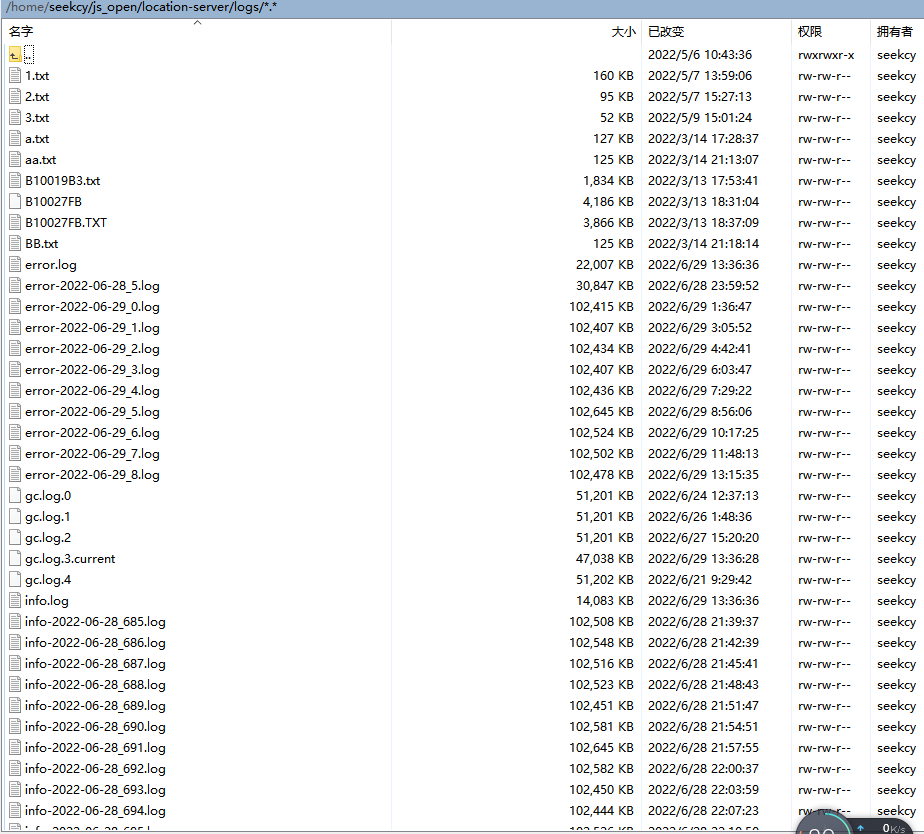 /home/seekcy/js_open/location-server/logs/*.*
名字 大小 已改变 权限 拥有者
.. 2022/5/6 10:43:36 rwxrwxr-x seekcy
1.txt 160 KB 2022/5/7 13:59:06 rw-rw-r-- seekcy
2.txt 95 KB 2022/5/7 15:27:13 rw-rw-r-- seekcy
3.txt 52 KB 2022/5/9 15:01:24 rw-rw-r-- seekcy
a.txt 127 KB 2022/3/14 17:28:37 rw-rw-r-- seekcy
aa.txt 125 KB 2022/3/14 21:13:07 rw-rw-r-- seekcy
B10019B3.txt 1,834 KB 2022/3/13 17:53:41 rw-rw-r-- seekcy
B10027FB 4,186 KB 2022/3/13 18:31:04 rw-rw-r-- seekcy
B10027FB.TXT 3,866 KB 2022/3/13 18:37:09 rw-rw-r-- seekcy
BB.txt 125 KB 2022/3/14 21:18:14 rw-rw-r-- seekcy
error.log 22,007 KB 2022/6/29 13:36:36 rw-rw-r-- seekcy
error-2022-06-28_5.log 30,847 KB 2022/6/28 23:59:52 rw-rw-r-- seekcy
error-2022-06-29_0.log 102,415 KB 2022/6/29 1:36:47 rw-rw-r-- seekcy
error-2022-06-29_1.log 102,407 KB 2022/6/29 3:05:52 rw-rw-r-- seekcy
error-2022-06-29_2.log 102,434 KB 2022/6/29 4:42:41 rw-rw-r-- seekcy
error-2022-06-29_3.log 102,407 KB 2022/6/29 6:03:47 rw-rw-r-- seekcy
error-2022-06-29_4.log 102,436 KB 2022/6/29 7:29:22 rw-rw-r-- seekcy
error-2022-06-29_5.log 102,645 KB 2022/6/29 8:56:06 rw-rw-r-- seekcy
error-2022-06-29_6.log 102,524 KB 2022/6/29 10:17:25 rw-rw-r-- seekcy
error-2022-06-29_7.log 102,502 KB 2022/6/29 11:48:13 rw-rw-r-- seekcy
error-2022-06-29_8.log 102,478 KB 2022/6/29 13:15:35 rw-rw-r-- seekcy
gc.log.0 51,201 KB 2022/6/24 12:37:13 rw-rw-r-- seekcy
gc.log.1 51,201 KB 2022/6/26 1:48:36 rw-rw-r-- seekcy
gc.log.2 51,201 KB 2022/6/27 15:20:20 rw-rw-r-- seekcy
gc.log.3.current 47,038 KB 2022/6/29 13:36:28 rw-rw-r-- seekcy
gc.log.4 51,202 KB 2022/6/21 9:29:42 rw-rw-r-- seekcy
info.log 14,083 KB 2022/6/29 13:36:36 rw-rw-r-- seekcy
info-2022-06-28_685.log 102,508 KB 2022/6/28 21:39:37 rw-rw-r-- seekcy
info-2022-06-28_686.log 102,548 KB 2022/6/28 21:42:39 rw-rw-r-- seekcy
info-2022-06-28_687.log 102,516 KB 2022/6/28 21:45:41 rw-rw-r-- seekcy
info-2022-06-28_688.log 102,523 KB 2022/6/28 21:48:43 rw-rw-r-- seekcy
info-2022-06-28_689.log 102,451 KB 2022/6/28 21:51:47 rw-rw-r-- seekcy
info-2022-06-28_690.log 102,581 KB 2022/6/28 21:54:51 rw-rw-r-- seekcy
info-2022-06-28_691.log 102,645 KB 2022/6/28 21:57:55 rw-rw-r-- seekcy
info-2022-06-28_692.log 102,582 KB 2022/6/28 22:00:37 rw-rw-r-- seekcy
info-2022-06-28_693.log 102,450 KB 2022/6/28 22:03:59 rw-rw-r-- seekcy
info-2022-06-28_694.log 102,444 KB 2022/6/28 22:07:23 rw-rw-r-- seekcy
0K/s